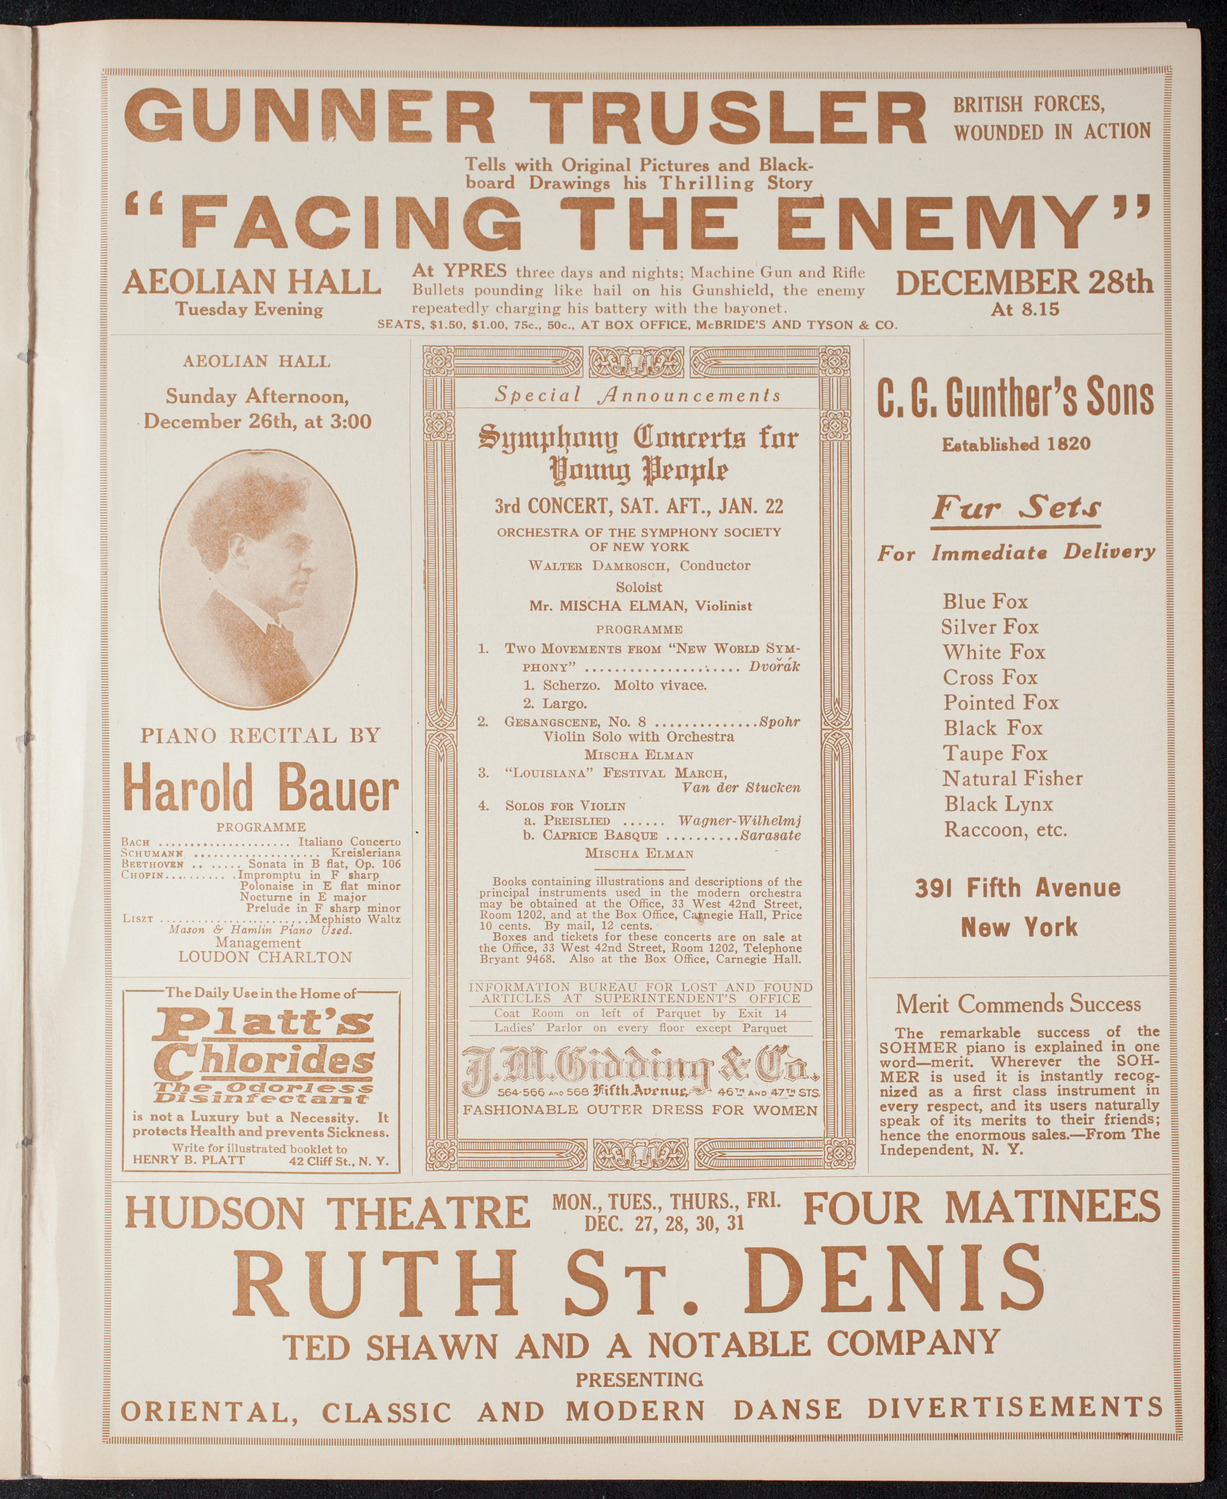 GUNNER TRUSLER
BRITISH FORCES,
WOUNDED IN ACTION
Tells with Original Pictures and Black-
board Drawings his Thrilling Story
"FACING THE ENEMY"
AEOLIAN HALL
Tuesday Evening
At YPRES three days and nights; Machine Gun and Rifle
Bullets pounding like hail on his Gunshield, the enemy
repeatedly charging his battery with the bayonet.
DECEMBER 28th
At 8.15
SEATS, $1.50, $1.00, 75c., 50c., AT BOX OFFICE, McBRIDE'S AND TYSON & CO.
AEOLIAN HALL
Sunday Afternoon,
December 26th, at 3:00
PIANO RECITAL BY
Harold Bauer
PROGRAMME
BACH ..................... Italiano Concerto
SCHUMANN .................... Kreisleriana
BEETHOVEN .. ..... Sonata in B flat, Op. 106
CHOPIN.......... .Impromptu in F sharp
Polonaise in E flat minor
Nocturne in E major
Prelude in F sharp minor
LISZT ........................Mephisto Waltz
Mason & Hamlin Piano Used.
Management
LOUDON CHARLTON
The Daily Use in the Home of
Platt's
Chlorides
The Odorless
Disinfectant
is not a Luxury but a Necessity. It
protects Health and prevents Sickness.
Write for illustrated booklet to
HENRY B. PLATT 42 Cliff St., N. Y.
Special Announcements
Symphony Concerts for
Young People
3rd CONCERT, SAT. AFT., JAN. 22
ORCHESTRA OF THE SYMPHONY SOCIETY
OF NEW YORK
WALTER DAMROSCH, Conductor
Soloist
Mr. MISCHA ELMAN, Violinist
PROGRAMME
1. TWO MOVEMENTS FROM "NEW WORLD SYM-
PHONY" ...................... Dvořák
1. Scherzo. Molto vivace.
2. Largo.
2. GESANGSCENE, No. 8 .............Spohr
Violin Solo with Orchestra
MISCHA ELMAN
3. "LOUISIANA" FESTIVAL MARCH,
Van der Stucken
4. SOLOS FOR VIOLIN
a. PREISLIED ...... Wagner-Wilhelmj
b. CAPRICE BASQUE ..........Sarasate
MISCHA ELMAN
Books containing illustrations and descriptions of the
principal instruments used in the modern orchestra
may be obtained at the Office, 33 West 42nd Street,
Room 1202, and at the Box Office, Carnegie Hall, Price
10 cents. By mail, 12 cents.
Boxes and tickets for these concerts are on sale at
the Office, 33 West 42nd Street, Room 1202, Telephone
Bryant 9468. Also at the Box Office, Carnegie Hall.
INFORMATION BUREAU FOR LOST AND FOUND
ARTICLES AT SUPERINTENDENT'S OFFICE
Coat Room on left of Parquet by Exit 14
Ladies' Parlor on every floor except Parquet
J.M. Gidding & Co.
564-566 AND 568 Fifth Avenue, 46TH AND 47TH STS.
FASHIONABLE OUTER DRESS FOR WOMEN
C. G. Gunther's Sons
Established 1820
Fur Sets
For Immediate Delivery
Blue Fox
Silver Fox
White Fox
Cross Fox
Pointed Fox
Black Fox
Taupe Fox
Natural Fisher
Black Lynx
Raccoon, etc.
391 Fifth Avenue
New York
Merit Commends Success
The remarkable success of the
SOHMER piano is explained in one
word—merit. Wherever the SOH-
MER is used it is instantly recog-
nized as a first class instrument in
every respect, and its users naturally
speak of its merits to their friends;
hence the enormous sales.—From The
Independent, N. Y.
HUDSON THEATRE
MON., TUES., THURS., FRI.
DEC. 27, 28, 30, 31
FOUR MATINEES
RUTH ST. DENIS
TED SHAWN AND A NOTABLE COMPANY
PRESENTING
ORIENTAL, CLASSIC AND MODERN DANSE DIVERTISEMENTS